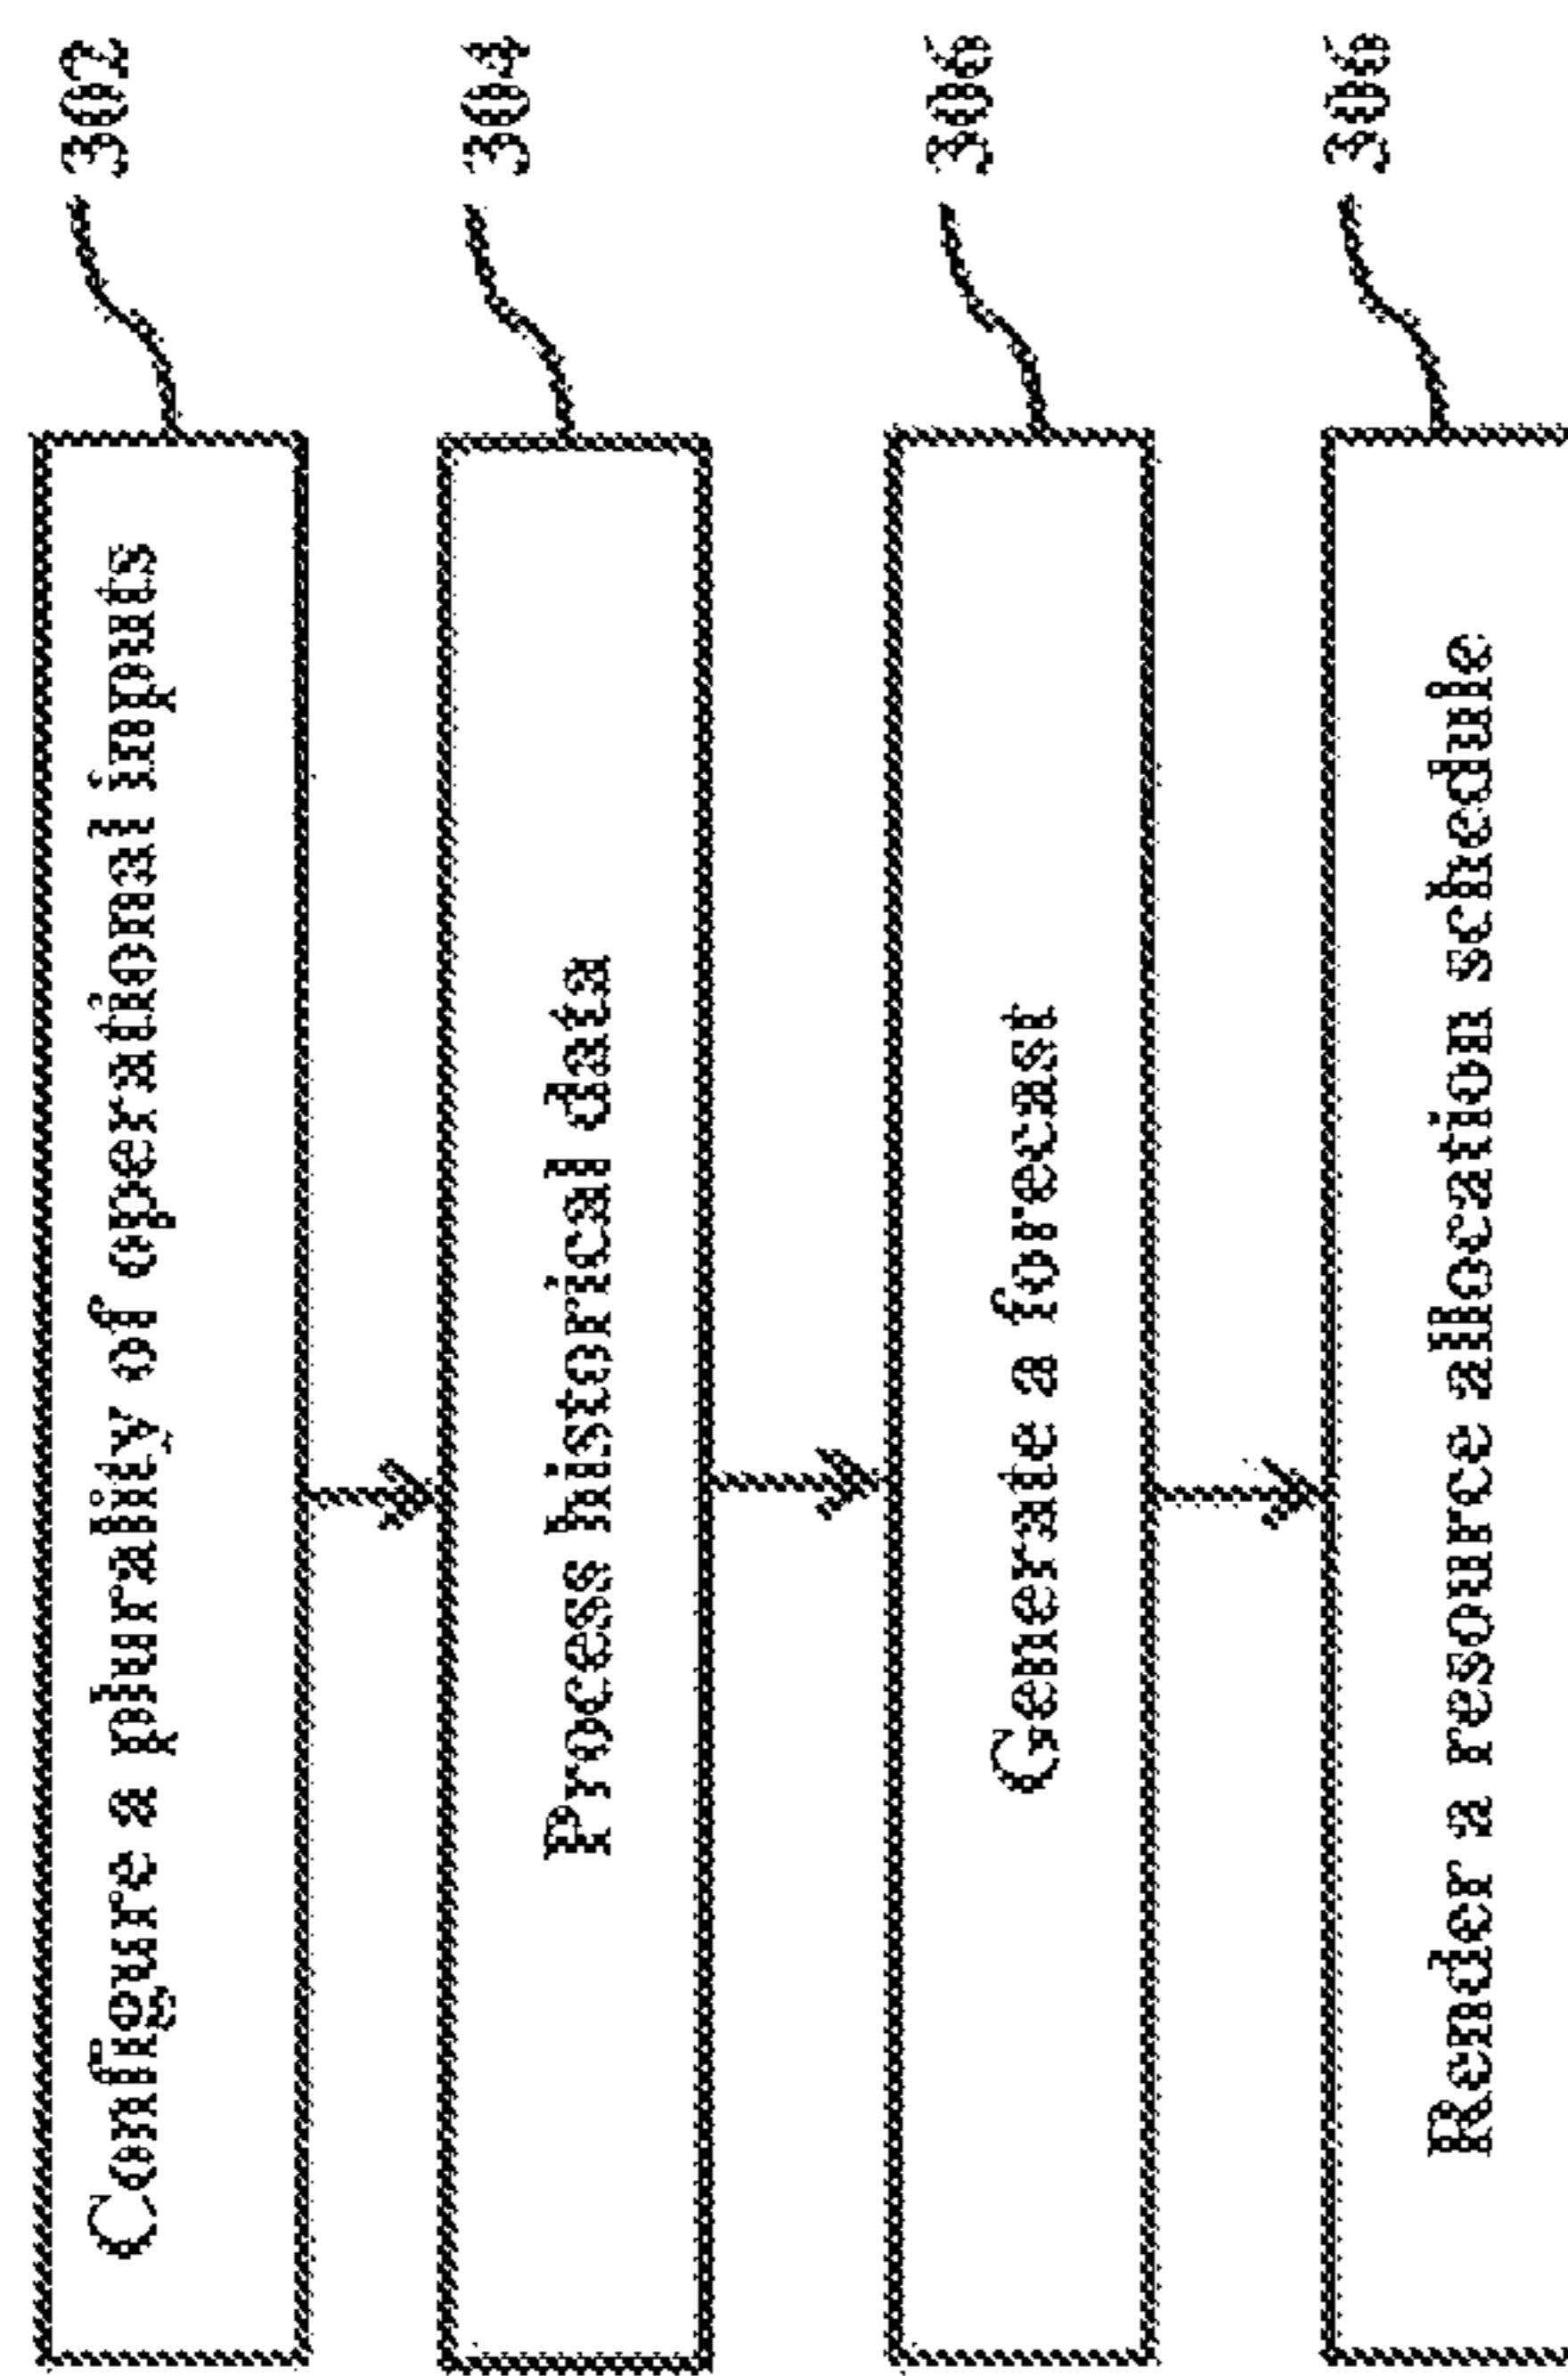 Configure a plurality of operational inputs
302
Process historical data
304
Generate a forecast
306
Render a resource allocation schedule
306